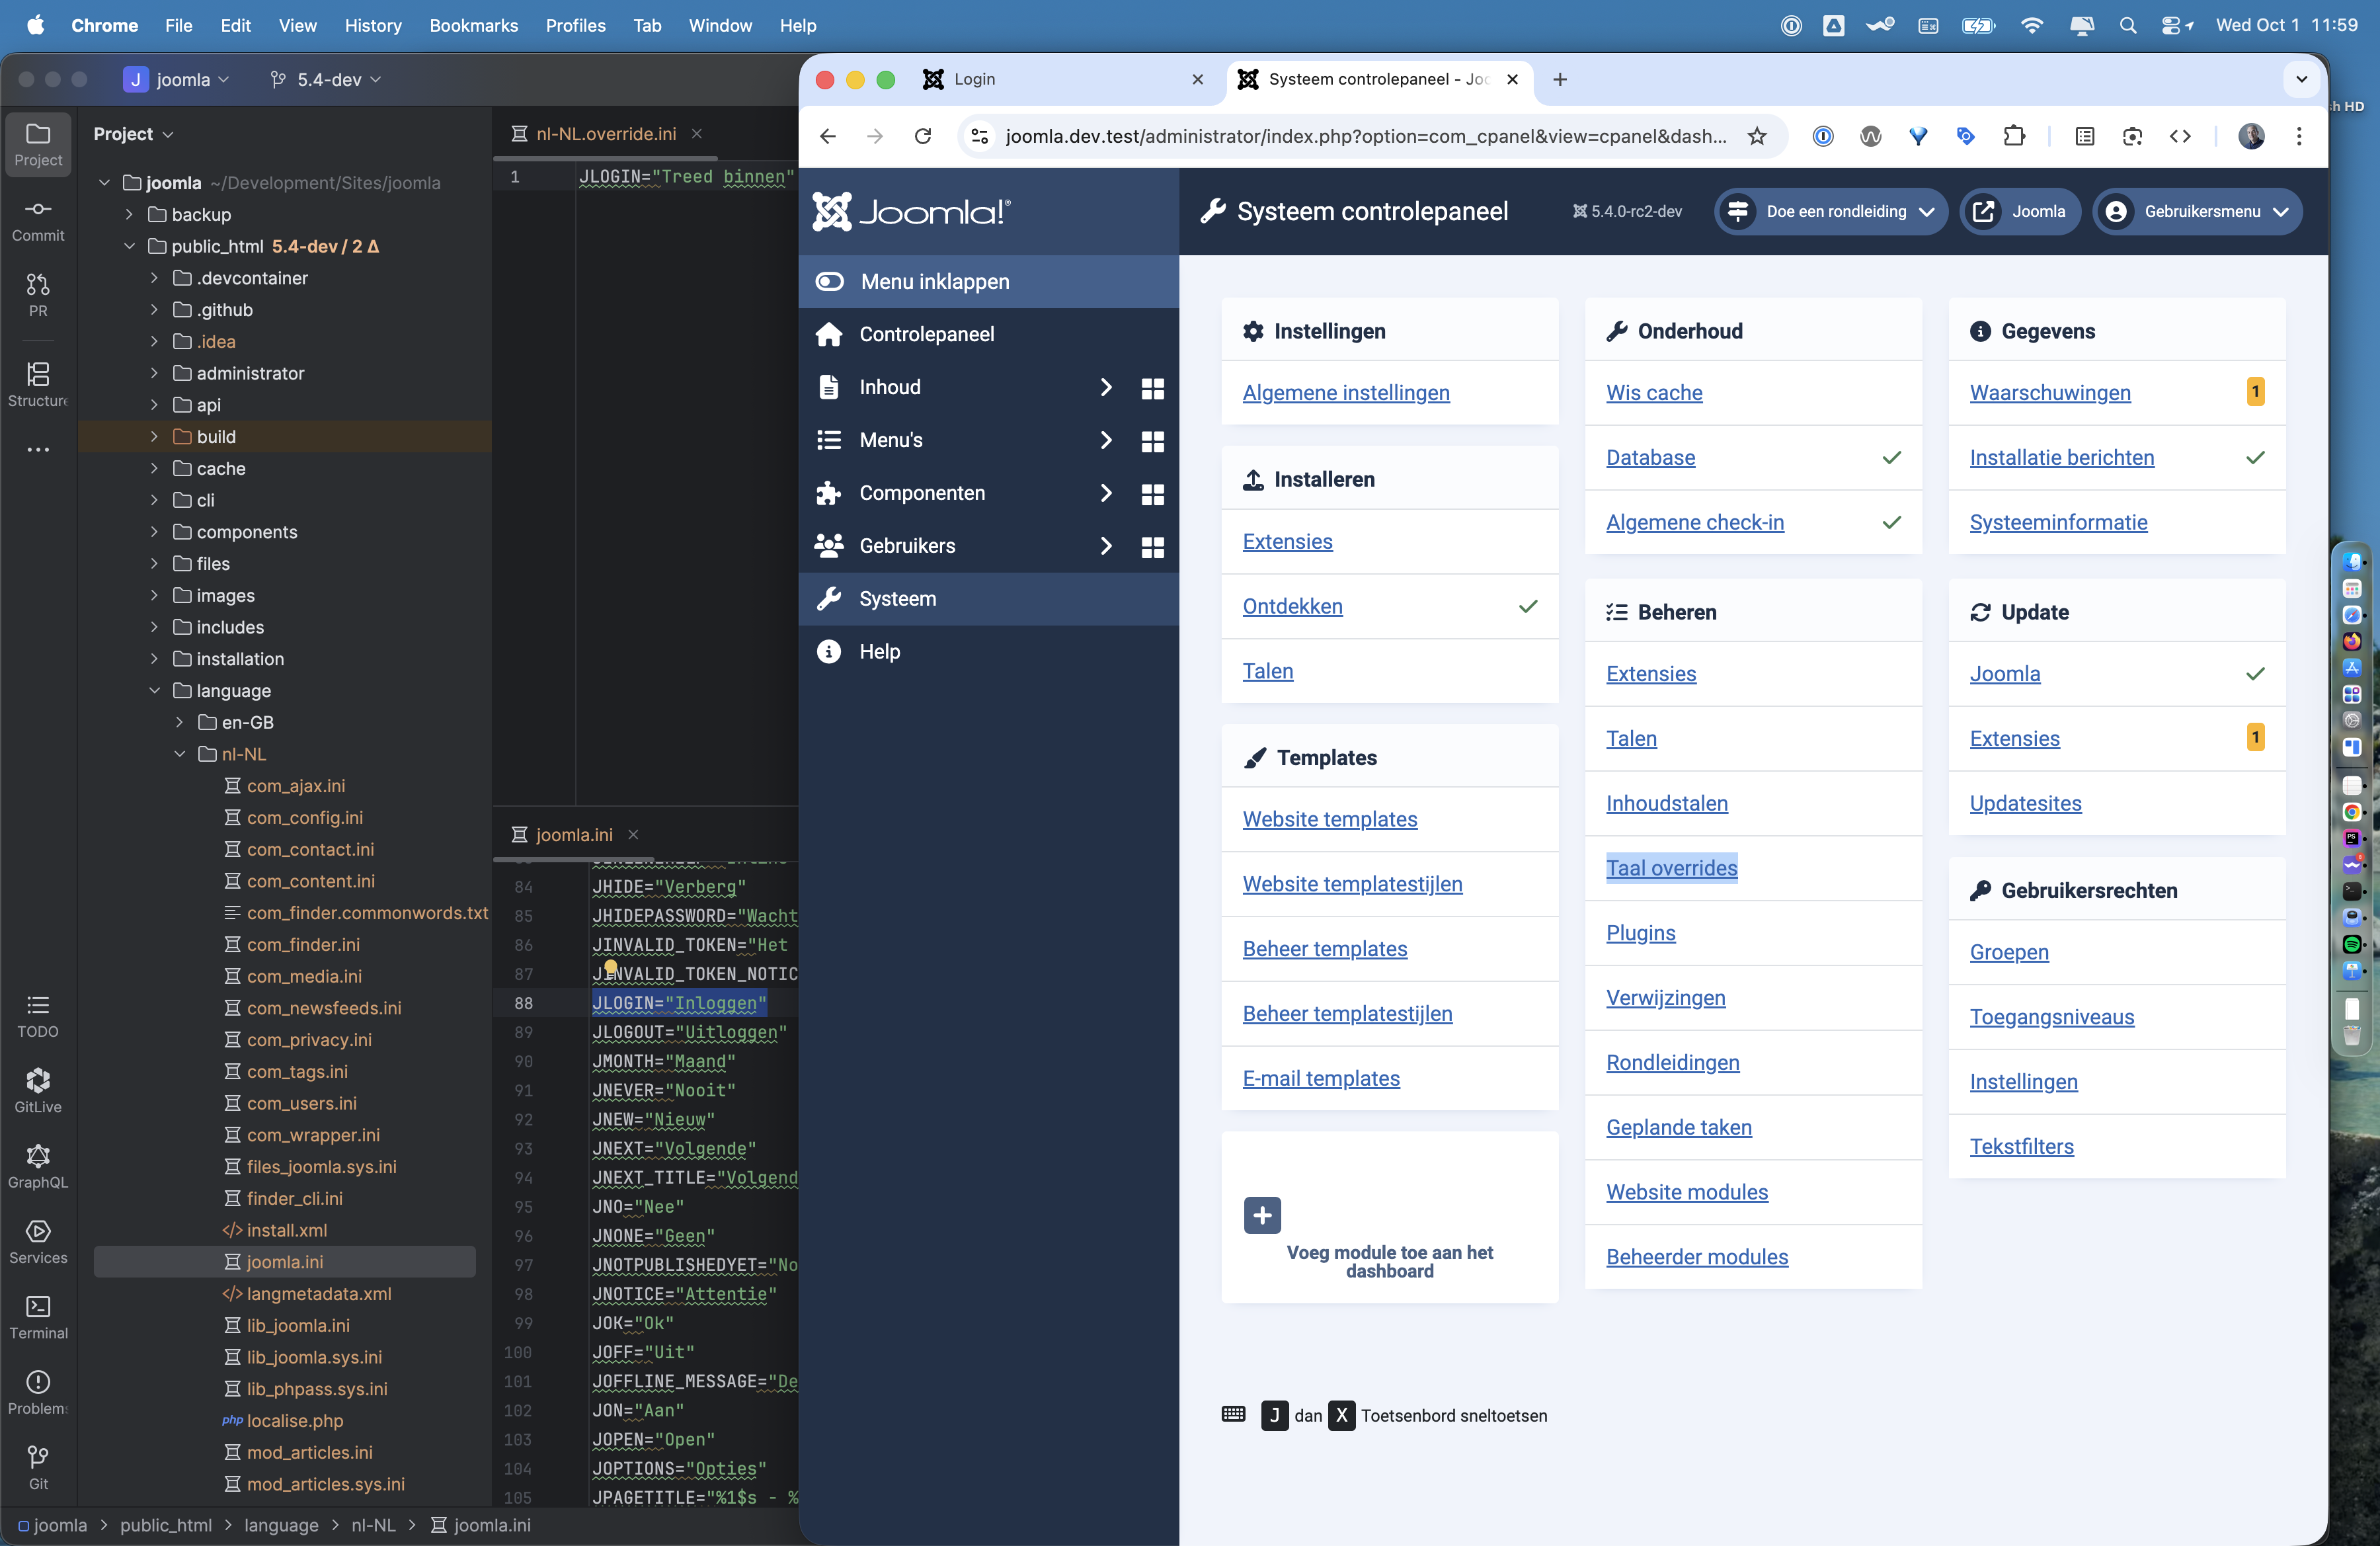 Chrome File Edit View History Bookmarks Profiles Tab Window Help
Wed Oct 1 11:59
sh HD
J joomla 5.4-dev
Project
Commit
PR
Structure
TODO
GitLive
GraphQL
Services
Terminal
Problems
Git
Project
joomla ~/Development/Sites/joomla
backup
public_html 5.4-dev / 2 Δ
.devcontainer
.github
.idea
administrator
api
build
cache
cli
components
files
images
includes
installation
language
en-GB
nl-NL
com_ajax.ini
com_config.ini
com_contact.ini
com_content.ini
com_finder.commonwords.txt
com_finder.ini
com_media.ini
com_newsfeeds.ini
com_privacy.ini
com_tags.ini
com_users.ini
com_wrapper.ini
files_joomla.sys.ini
finder_cli.ini
install.xml
joomla.ini
langmetadata.xml
lib_joomla.ini
lib_joomla.sys.ini
lib_phpass.sys.ini
php localise.php
mod_articles.ini
mod_articles.sys.ini
joomla > public_html > language > nl-NL > joomla.ini
nl-NL.override.ini
1 JLOGIN="Treed binnen"
joomla.ini
84 JHIDE="Verberg"
85 JHIDEPASSWORD="Wacht
86 JINVALID_TOKEN="Het
87 JINVALID_TOKEN_NOTIC
88 JLOGIN="Inloggen"
89 JLOGOUT="Uitloggen"
90 JMONTH="Maand"
91 JNEVER="Nooit"
92 JNEW="Nieuw"
93 JNEXT="Volgende"
94 JNEXT_TITLE="Volgend
95 JNO="Nee"
96 JNONE="Geen"
97 JNOTPUBLISHEDYET="No
98 JNOTICE="Attentie"
99 JOK="Ok"
100 JOFF="Uit"
101 JOFFLINE_MESSAGE="De
102 JON="Aan"
103 JOPEN="Open"
104 JOPTIONS="Opties"
105 JPAGETITLE="%1$s - %
Login
Systeem controlepaneel - Joo
joomla.dev.test/administrator/index.php?option=com_cpanel&view=cpanel&dash...
Joomla!®
Systeem controlepaneel
5.4.0-rc2-dev
Doe een rondleiding
Joomla
Gebruikersmenu
Menu inklappen
Controlepaneel
Inhoud
Menu's
Componenten
Gebruikers
Systeem
Help
Instellingen
Algemene instellingen
Installeren
Extensies
Ontdekken
Talen
Templates
Website templates
Website templatestijlen
Beheer templates
Beheer templatestijlen
E-mail templates
Voeg module toe aan het
dashboard
Onderhoud
Wis cache
Database
Algemene check-in
Beheren
Extensies
Talen
Inhoudstalen
Taal overrides
Plugins
Verwijzingen
Rondleidingen
Geplande taken
Website modules
Beheerder modules
Gegevens
Waarschuwingen 1
Installatie berichten
Systeeminformatie
Update
Joomla
Extensies 1
Updatesites
Gebruikersrechten
Groepen
Toegangsniveaus
Instellingen
Tekstfilters
J dan X Toetsenbord sneltoetsen